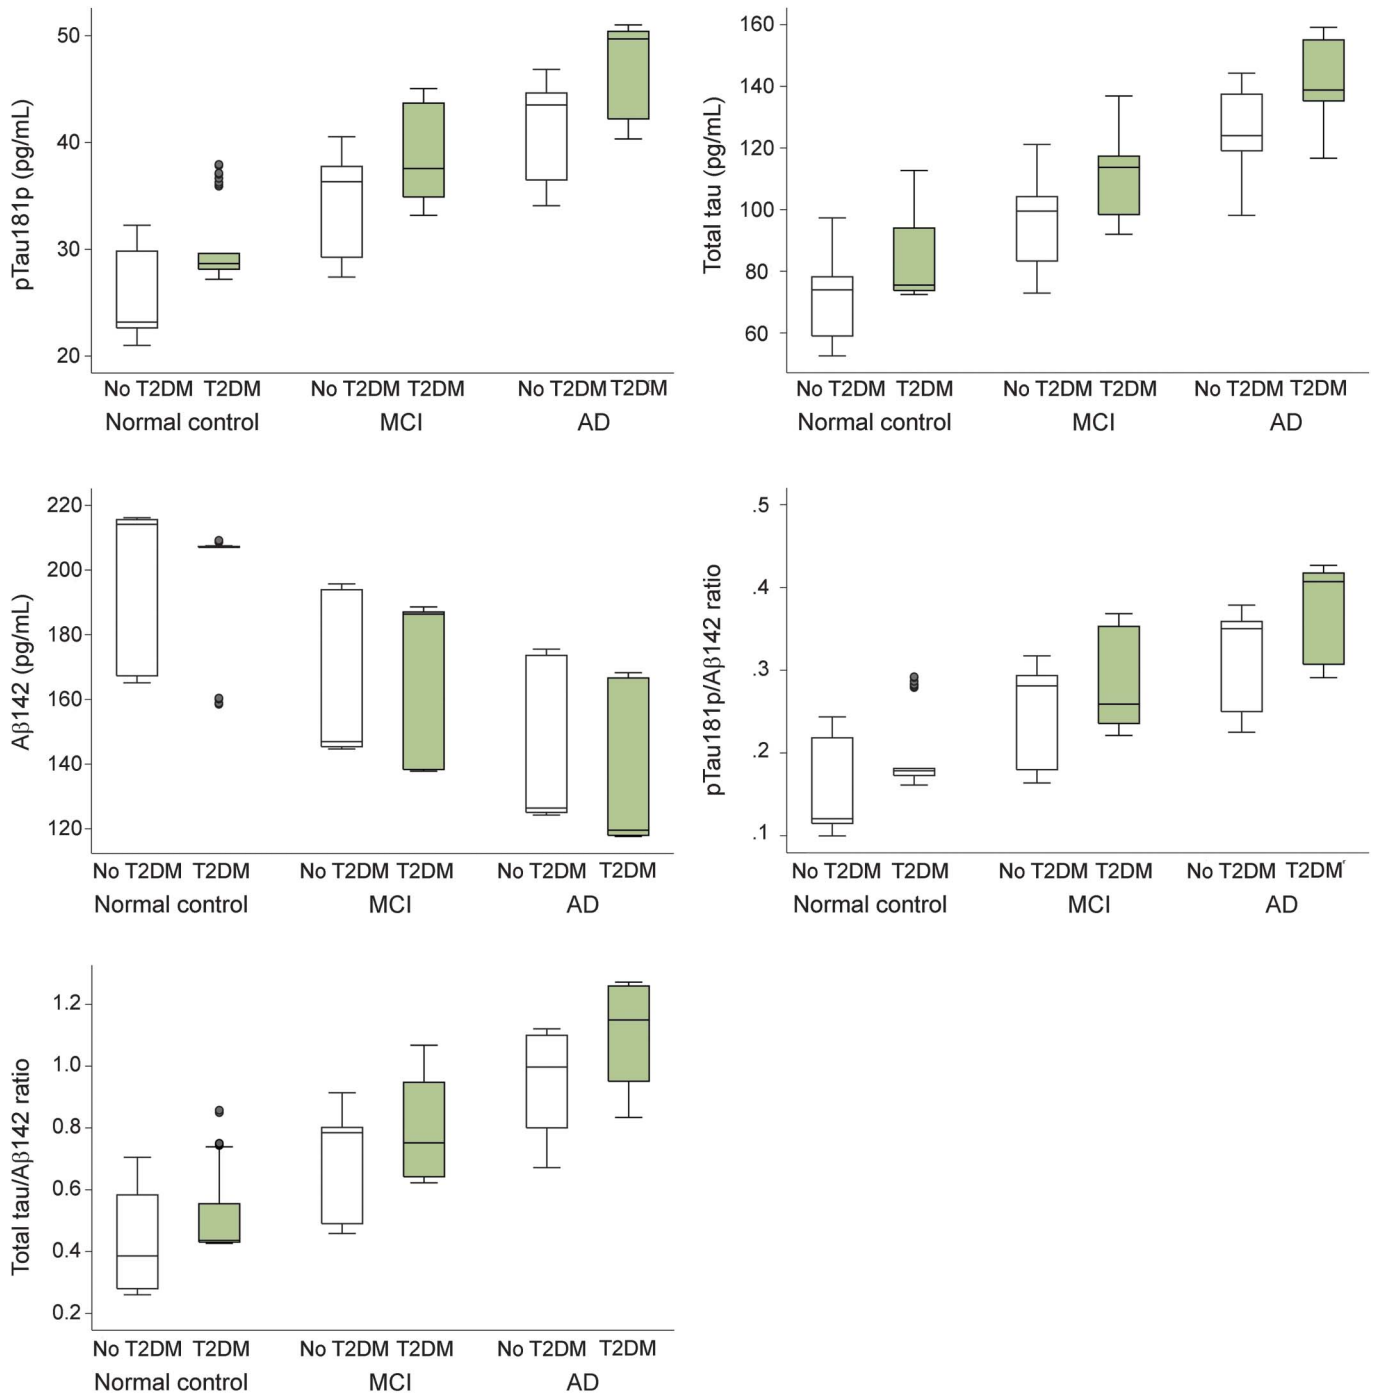 pTau181p (pg/mL)
50
40
30
20
No T2DM T2DM No T2DM T2DM No T2DM T2DM
Normal control MCI AD
Total tau (pg/mL)
160
140
120
100
80
60
No T2DM T2DM No T2DM T2DM No T2DM T2DM
Normal control MCI AD
Aβ142 (pg/mL)
220
200
180
160
140
120
No T2DM T2DM No T2DM T2DM No T2DM T2DM
Normal control MCI AD
pTau181p/Aβ142 ratio
.5
.4
.3
.2
.1
No T2DM T2DM No T2DM T2DM No T2DM T2DM
Normal control MCI AD
Total tau/Aβ142 ratio
1.2
1.0
0.8
0.6
0.4
0.2
No T2DM T2DM No T2DM T2DM No T2DM T2DM
Normal control MCI AD